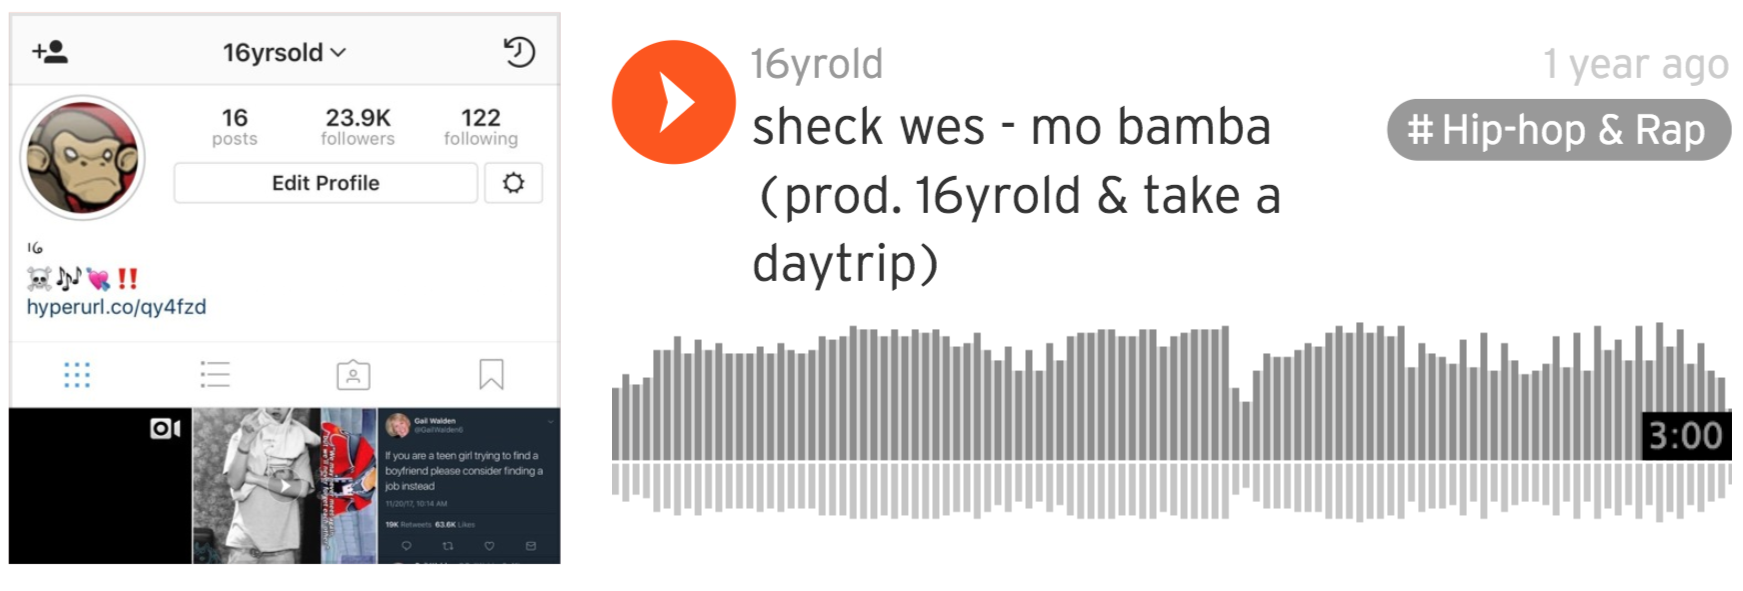 16yrsold
16 23.9K 122
posts followers following
Edit Profile
16
hyperurl.co/qy4fzd
Gail Walden
@GailWalden6
If you are a teen girl trying to find a
boyfriend please consider finding a
job instead
11/20/17, 10:14 AM
19K Retweets 63.6K Likes
16yrold
1 year ago
sheck wes - mo bamba
(prod. 16yrold & take a
daytrip)
# Hip-hop & Rap
3:00